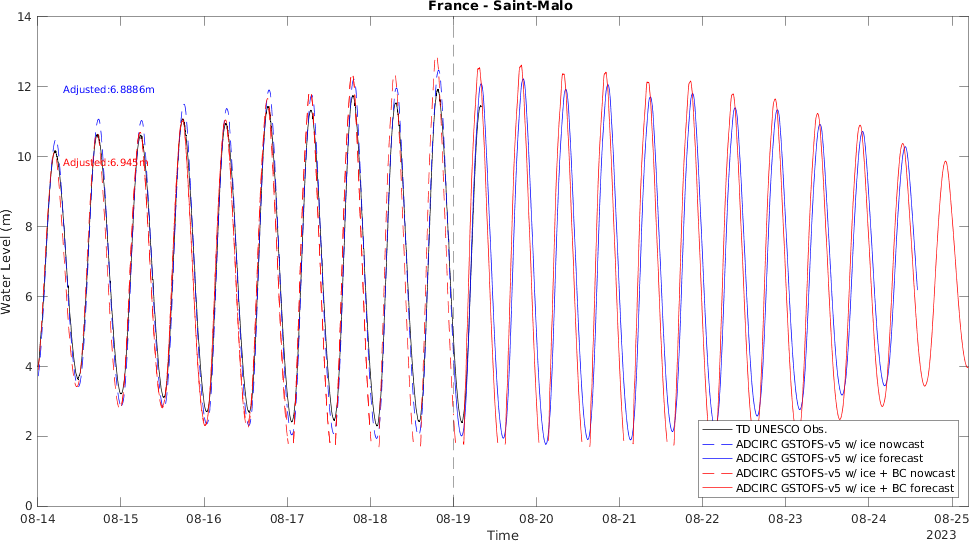 France - Saint-Malo
14
12
10
8
6
4
2
0
Water Level (m)
Adjusted:6.8886m
Adjusted:6.945m
TD UNESCO Obs.
ADCIRC GSTOFS-v5 w/ ice nowcast
ADCIRC GSTOFS-v5 w/ ice forecast
ADCIRC GSTOFS-v5 w/ ice + BC nowcast
ADCIRC GSTOFS-v5 w/ ice + BC forecast
08-14 08-15 08-16 08-17 08-18 08-19 08-20 08-21 08-22 08-23 08-24 08-25
Time
2023